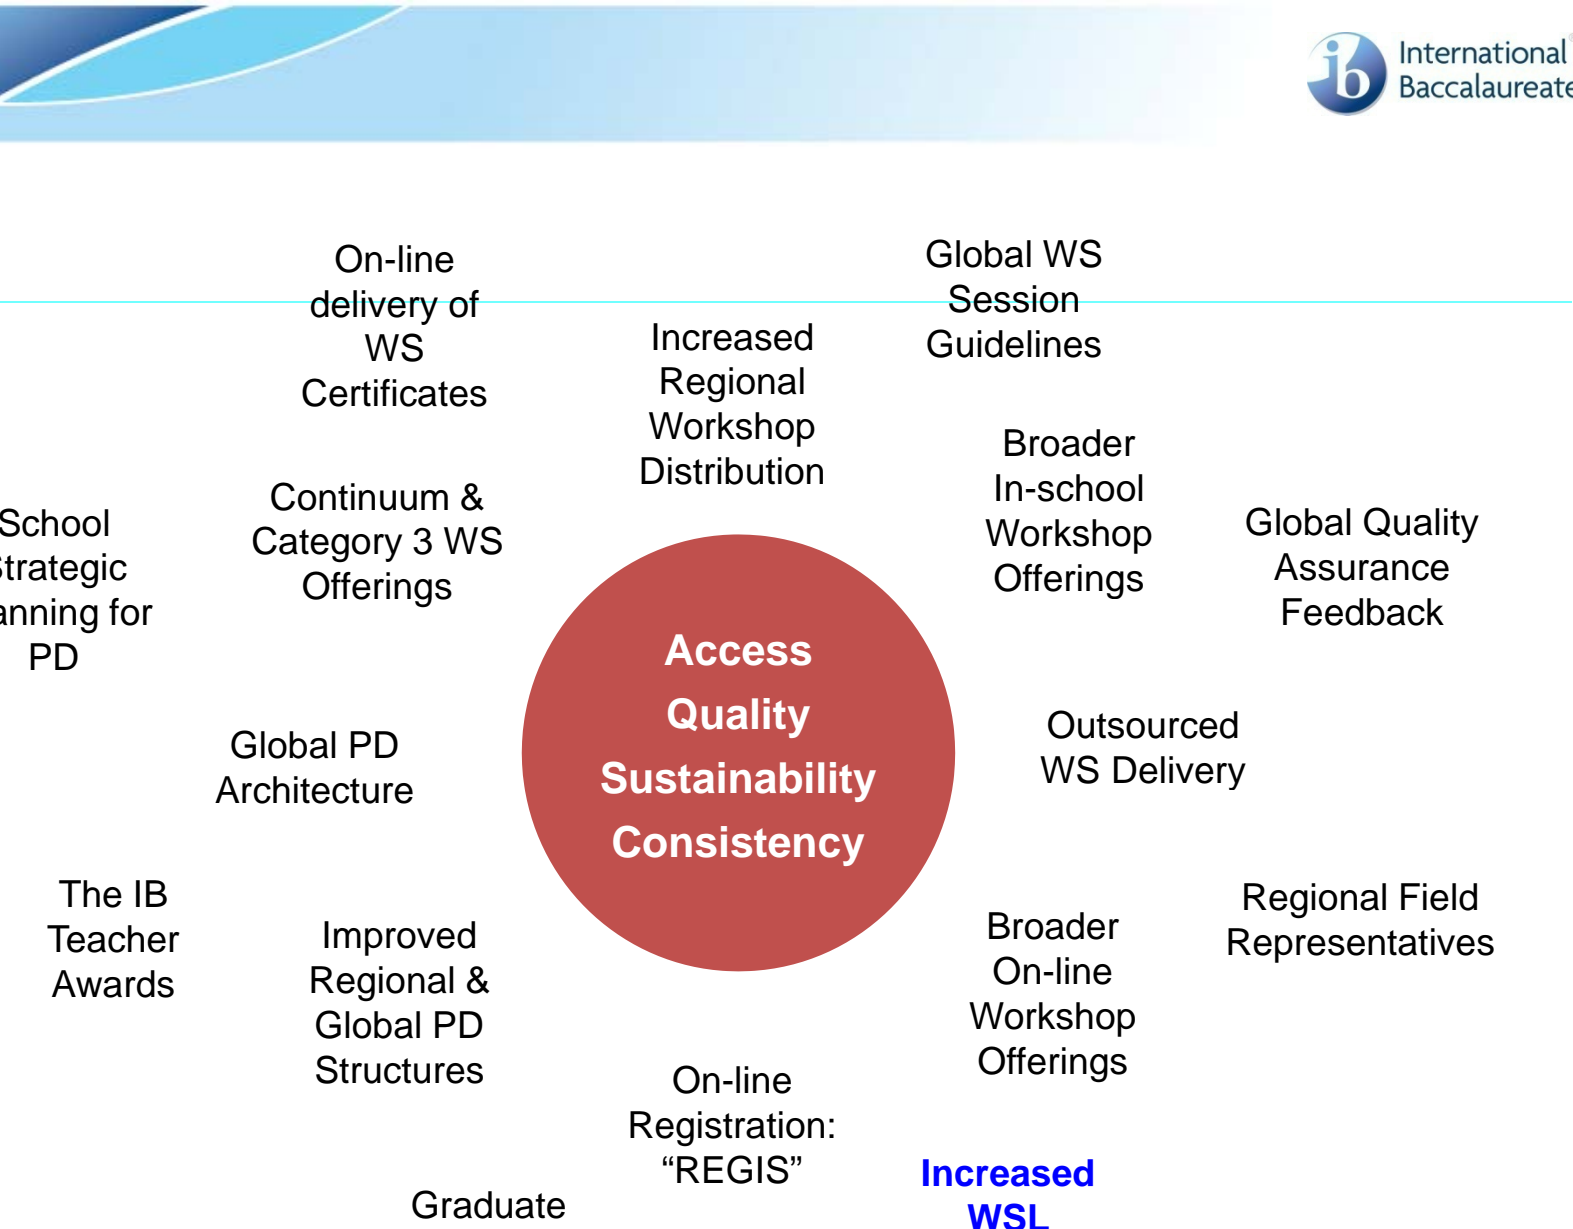 International
Baccalaureate
On-line
delivery of
WS
Certificates
Global WS
Session
Guidelines
Increased
Regional
Workshop
Distribution
Broader
In-school
Workshop
Offerings
Continuum &
Category 3 WS
Offerings
School
Strategic
anning for
PD
Global Quality
Assurance
Feedback
Access
Quality
Sustainability
Consistency
Global PD
Architecture
Outsourced
WS Delivery
The IB
Teacher
Awards
Improved
Regional &
Global PD
Structures
Broader
On-line
Workshop
Offerings
Regional Field
Representatives
On-line
Registration:
“REGIS”
Graduate
Increased
WSL